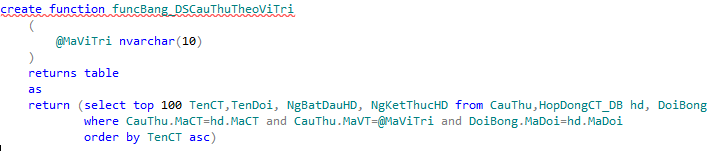 create function funcBang_DSCauThuTheoViTri
(
@MaViTri nvarchar(10)
)
returns table
as
return (select top 100 TenCT,TenDoi, NgBatDauHD, NgKetThucHD from CauThu,HopDongCT_DB hd, DoiBong
where CauThu.MaCT=hd.MaCT and CauThu.MaVT=@MaViTri and DoiBong.MaDoi=hd.MaDoi
order by TenCT asc)